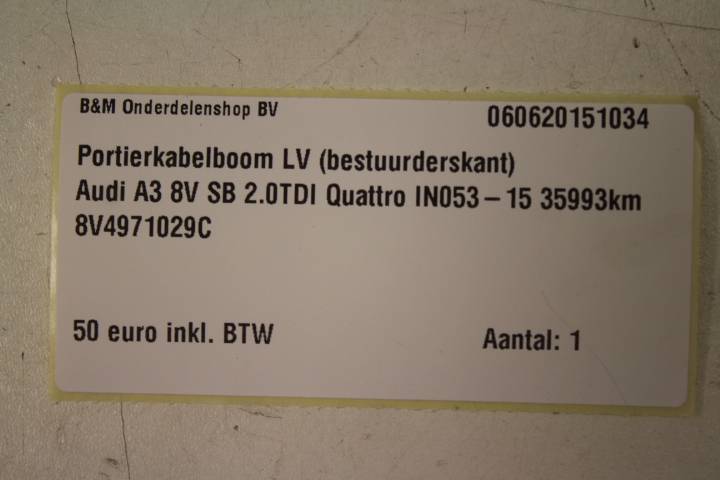 B&M Onderdelenshop BV 060620151034
Portierkabelboom LV (bestuurderskant)
Audi A3 8V SB 2.0TDI Quattro IN053 – 15 35993km
8V4971029C
50 euro inkl. BTW Aantal: 1